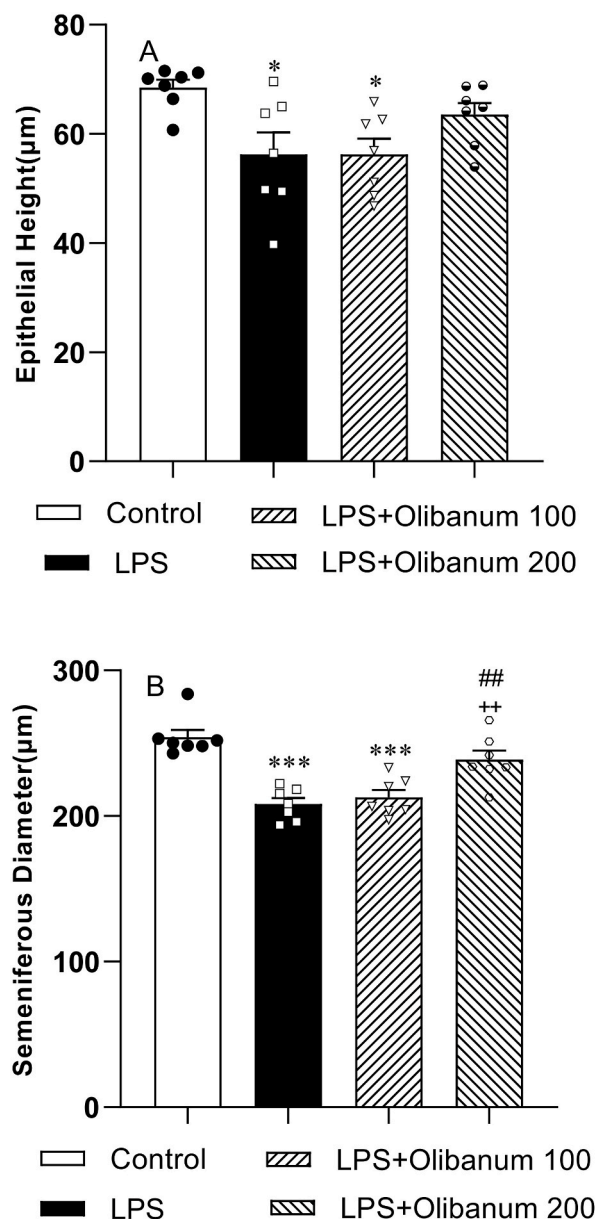 80
A
*
*
60
40
20
0
Epithelial Height(µm)
Control
LPS+Olibanum 100
LPS
LPS+Olibanum 200
300
B
##
++
***
***
200
100
0
Semeniferous Diameter(µm)
Control
LPS+Olibanum 100
LPS
LPS+Olibanum 200